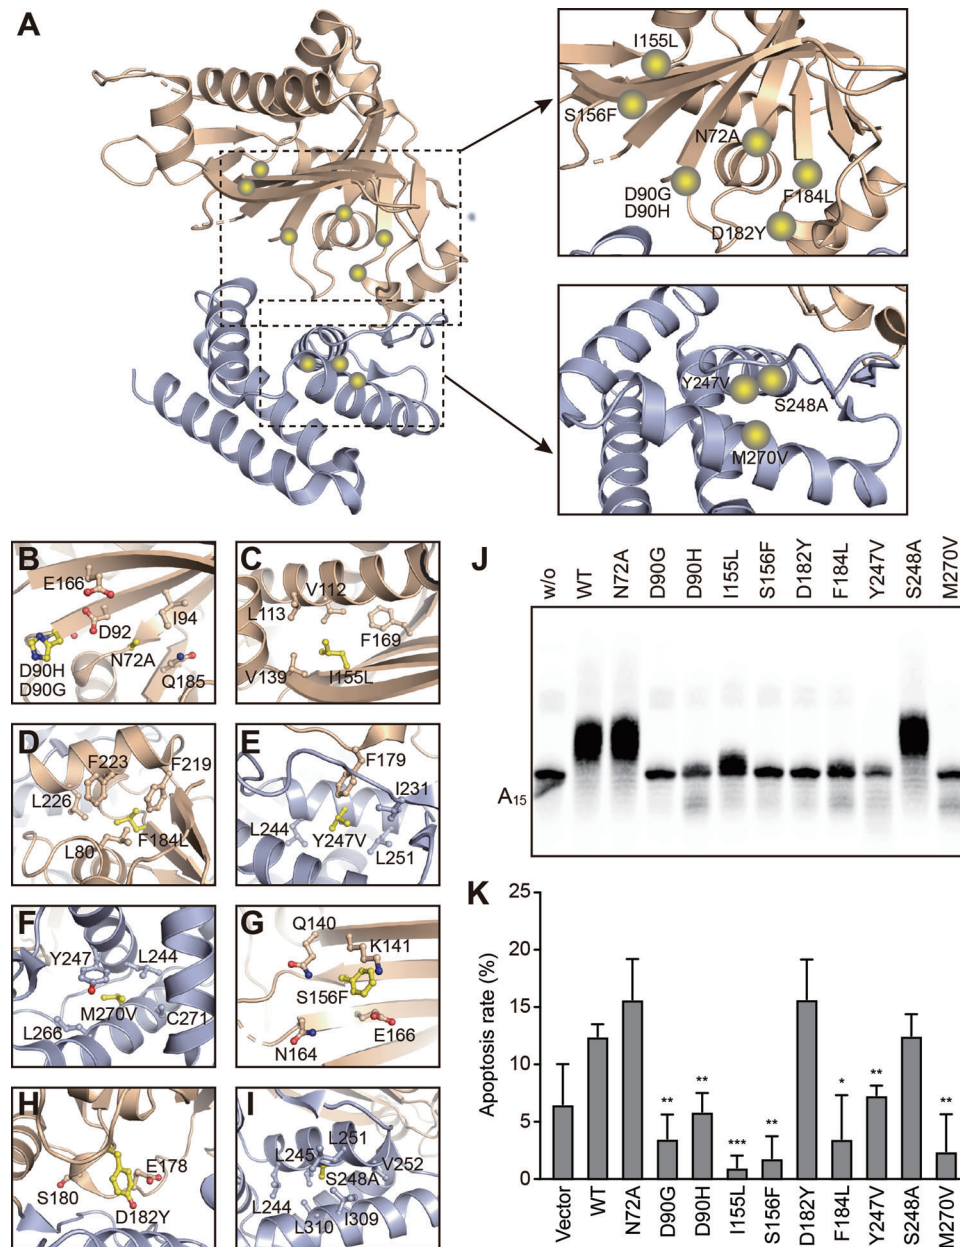 A
I155L
S156F
N72A
D90G
D90H
F184L
D182Y
Y247V
S248A
M270V
B
E166
I94
D92
D90H
D90G
N72A
Q185
C
V112
L113
F169
V139
I155L
D
F223
F219
L226
F184L
L80
E
F179
I231
L244
Y247V
L251
F
Y247
L244
M270V
C271
L266
G
Q140
K141
S156F
N164
E166
H
E178
S180
D182Y
I
L251
L245
S248A
V252
L244
I309
L310
J
w/o
WT
N72A
D90G
D90H
I155L
S156F
D182Y
F184L
Y247V
S248A
M270V
A15
K
Apoptosis rate (%)
25
20
15
10
5
0
** ** *** ** * ** **
Vector
WT
N72A
D90G
D90H
I155L
S156F
D182Y
F184L
Y247V
S248A
M270V